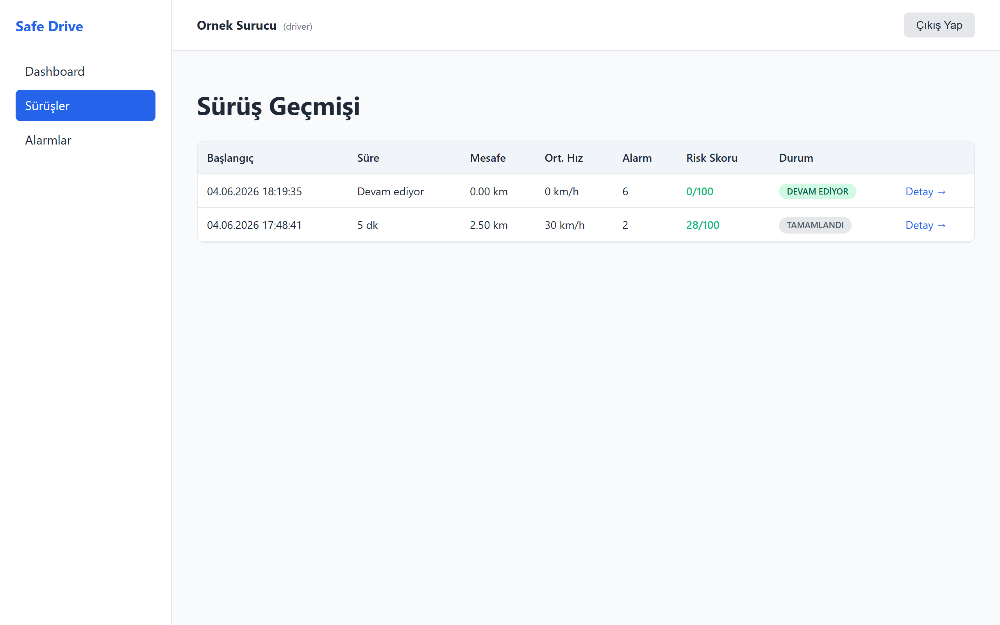 Safe Drive
Dashboard
Sürüşler
Alarmlar
Ornek Surucu (driver)
Çıkış Yap
Sürüş Geçmişi
Başlangıç Süre Mesafe Ort. Hız Alarm Risk Skoru Durum
04.06.2026 18:19:35 Devam ediyor 0.00 km 0 km/h 6 0/100 DEVAM EDİYOR Detay →
04.06.2026 17:48:41 5 dk 2.50 km 30 km/h 2 28/100 TAMAMLANDI Detay →